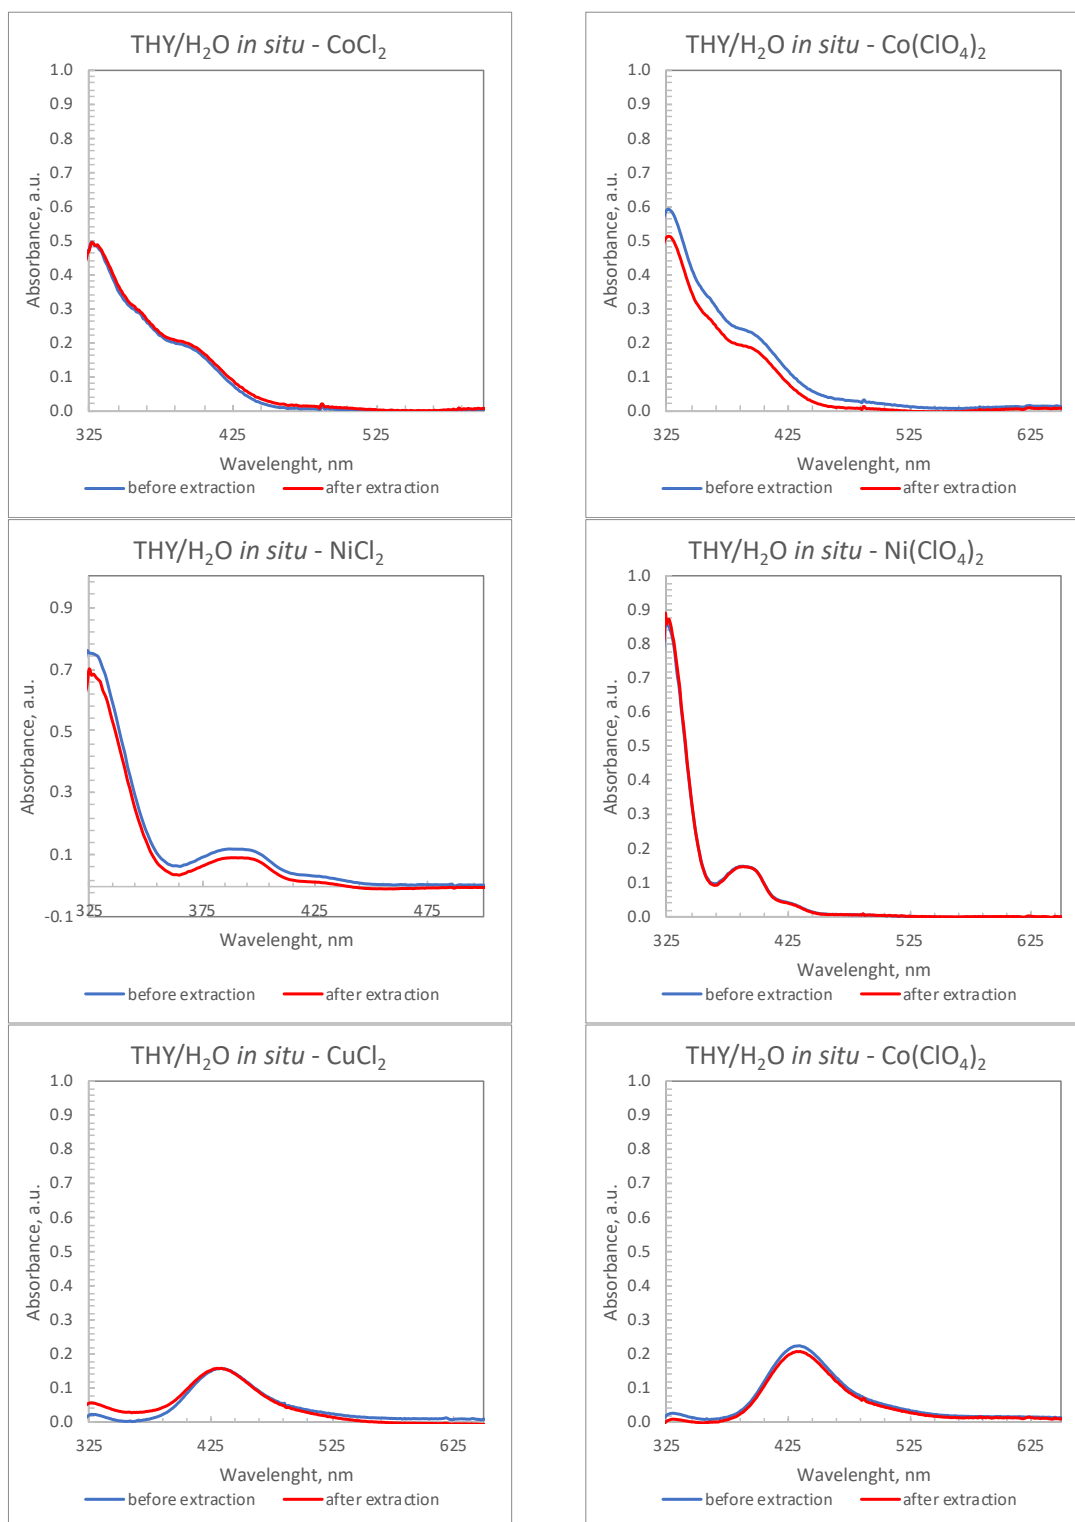 THY/H₂O in situ - CoCl₂
1.0
0.9
0.8
0.7
0.6
0.5
0.4
0.3
0.2
0.1
0.0
Absorbance, a.u.
325 425 525
Wavelenght, nm
before extraction after extraction
THY/H₂O in situ - Co(ClO₄)₂
1.0
0.9
0.8
0.7
0.6
0.5
0.4
0.3
0.2
0.1
0.0
Absorbance, a.u.
325 425 525 625
Wavelenght, nm
before extraction after extraction
THY/H₂O in situ - NiCl₂
0.9
0.7
0.5
0.3
0.1
-0.1
Absorbance, a.u.
325 375 425 475
Wavelenght, nm
before extraction after extraction
THY/H₂O in situ - Ni(ClO₄)₂
1.0
0.9
0.8
0.7
0.6
0.5
0.4
0.3
0.2
0.1
0.0
Absorbance, a.u.
325 425 525 625
Wavelenght, nm
before extraction after extraction
THY/H₂O in situ - CuCl₂
1.0
0.9
0.8
0.7
0.6
0.5
0.4
0.3
0.2
0.1
0.0
Absorbance, a.u.
325 425 525 625
Wavelenght, nm
before extraction after extraction
THY/H₂O in situ - Co(ClO₄)₂
1.0
0.9
0.8
0.7
0.6
0.5
0.4
0.3
0.2
0.1
0.0
Absorbance, a.u.
325 425 525 625
Wavelenght, nm
before extraction after extraction